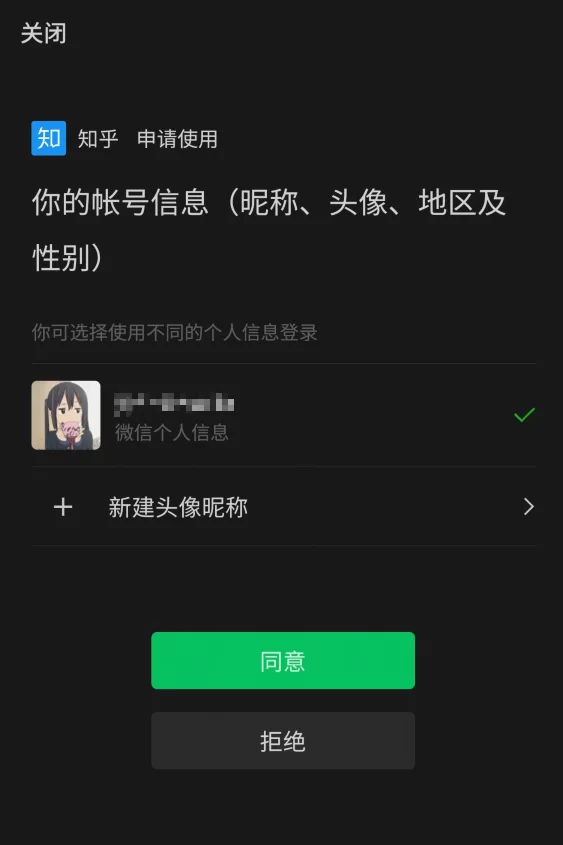 关闭
知 知乎 申请使用
你的帐号信息（昵称、头像、地区及
性别）
你可选择使用不同的个人信息登录
微信个人信息
新建头像昵称
同意
拒绝